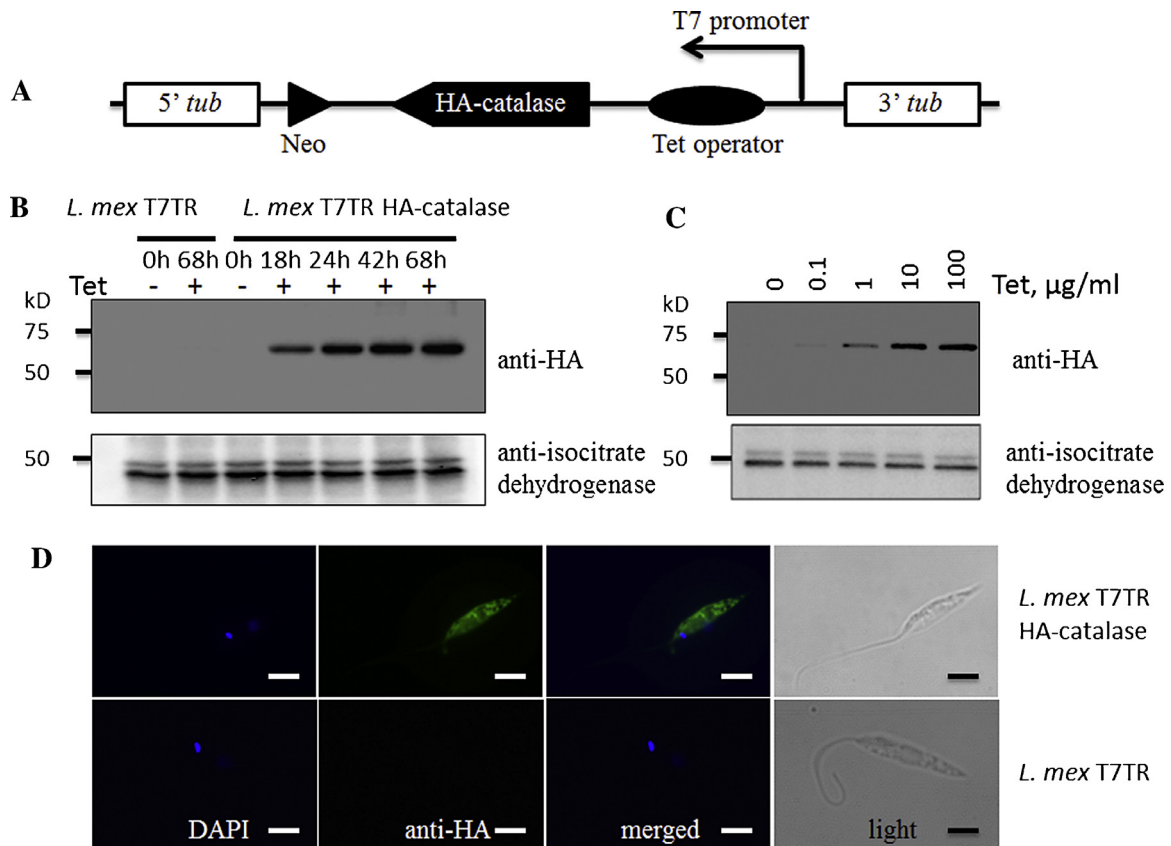 A
T7 promoter
5' tub
HA-catalase
3' tub
Neo
Tet operator
B
L. mex T7TR
L. mex T7TR HA-catalase
0h 68h 0h 18h 24h 42h 68h
Tet - + - + + + +
kD
75
50
anti-HA
50
anti-isocitrate
dehydrogenase
C
0 0.1 1 10 100
Tet, µg/ml
kD
75
50
anti-HA
50
anti-isocitrate
dehydrogenase
D
L. mex T7TR
HA-catalase
L. mex T7TR
DAPI
anti-HA
merged
light